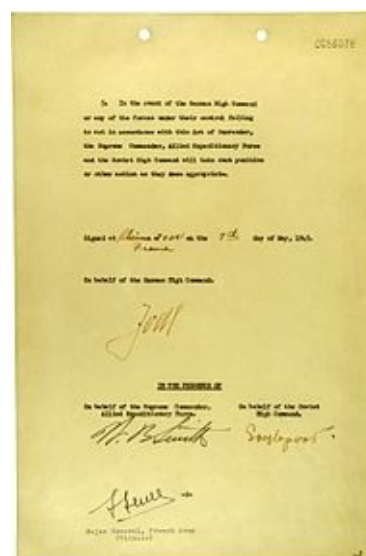 5. In the event of the German High Command
or any of the forces under their control failing
to act in accordance with this Act of Surrender,
the Supreme Commander, Allied Expeditionary Force
and the Soviet High Command will take such punitive
or other action as they deem appropriate.
Signed at Rheims at 0241 on the 7th day of May, 1945.
France
On behalf of the German High Command.
Jodl
IN THE PRESENCE OF
On behalf of the Supreme Commander, Allied Expeditionary Force.
On behalf of the Soviet High Command.
W. B. Smith
Sousloparov
F Sevez
Major General, French Army
(Witness)